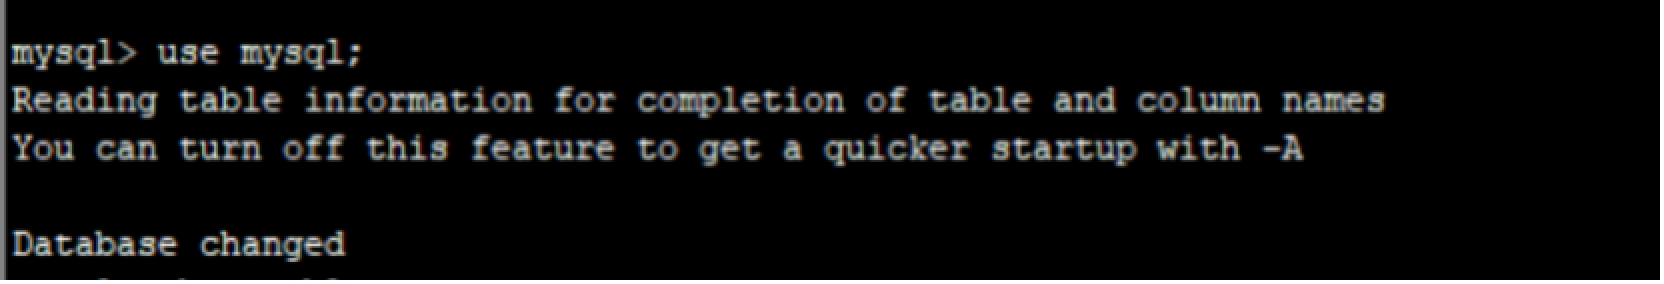 mysql> use mysql;
Reading table information for completion of table and column names
You can turn off this feature to get a quicker startup with -A
Database changed